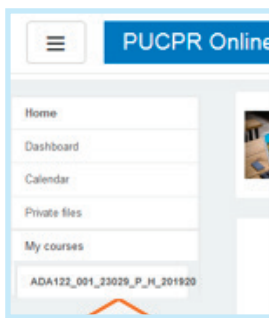 PUCPR Online
Home
Dashboard
Calendar
Private files
My courses
ADA122_001_23029_P_H_201920